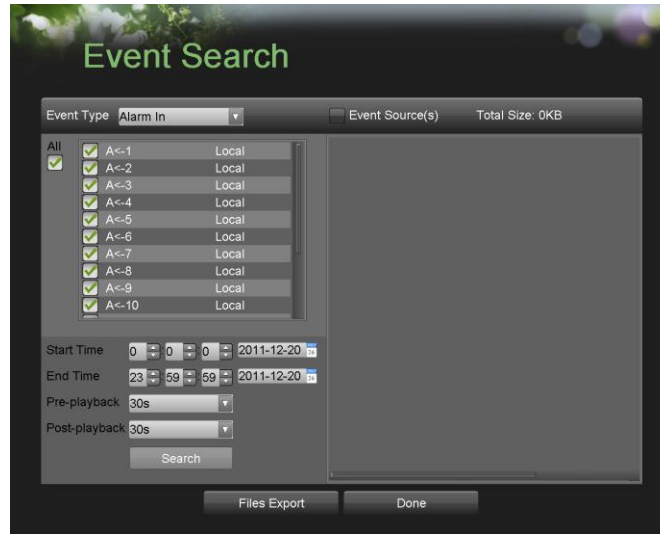 Event Search
Event Type Alarm In Event Source(s) Total Size: 0KB
All
A<-1 Local
A<-2 Local
A<-3 Local
A<-4 Local
A<-5 Local
A<-6 Local
A<-7 Local
A<-8 Local
A<-9 Local
A<-10 Local
Start Time 0 : 0 : 0 2011-12-20
End Time 23 : 59 : 59 2011-12-20
Pre-playback 30s
Post-playback 30s
Search
Files Export Done